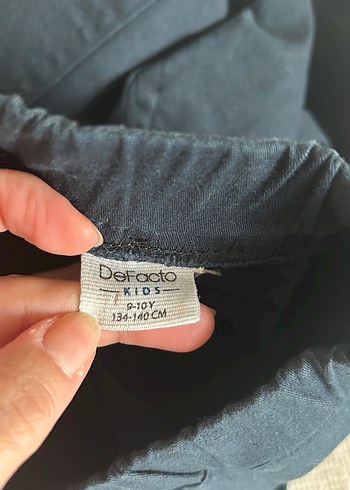 DeFacto
KIDS
9-10Y
134-140 CM